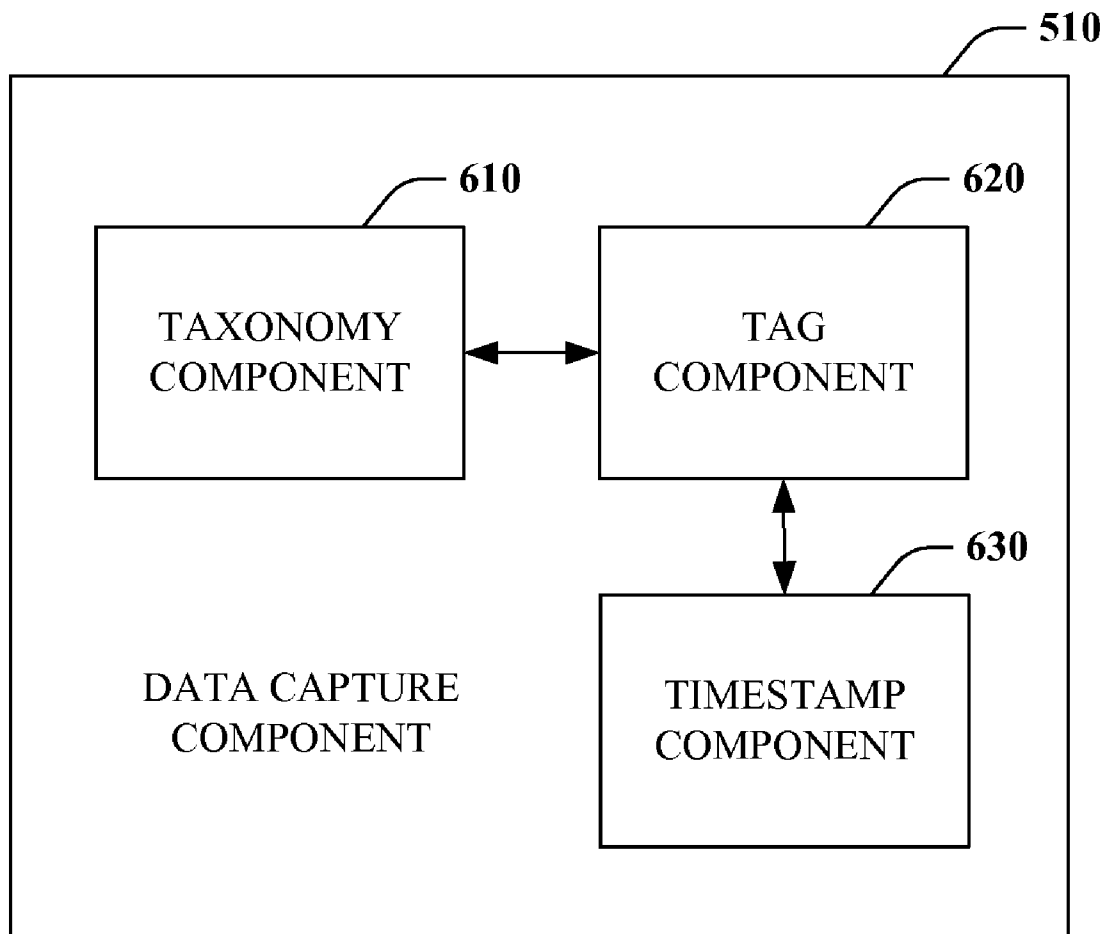 510
610
620
TAXONOMY
COMPONENT
TAG
COMPONENT
630
DATA CAPTURE
COMPONENT
TIMESTAMP
COMPONENT